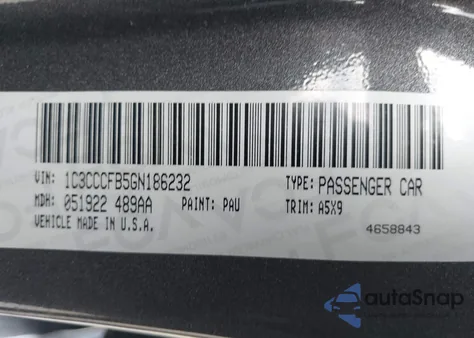 VIN: 1C3CCCFB5GN186232 TYPE: PASSENGER CAR
MDH: 051922 489AA PAINT: PAU TRIM: A5X9
VEHICLE MADE IN U.S.A. 4658843
autoSnap